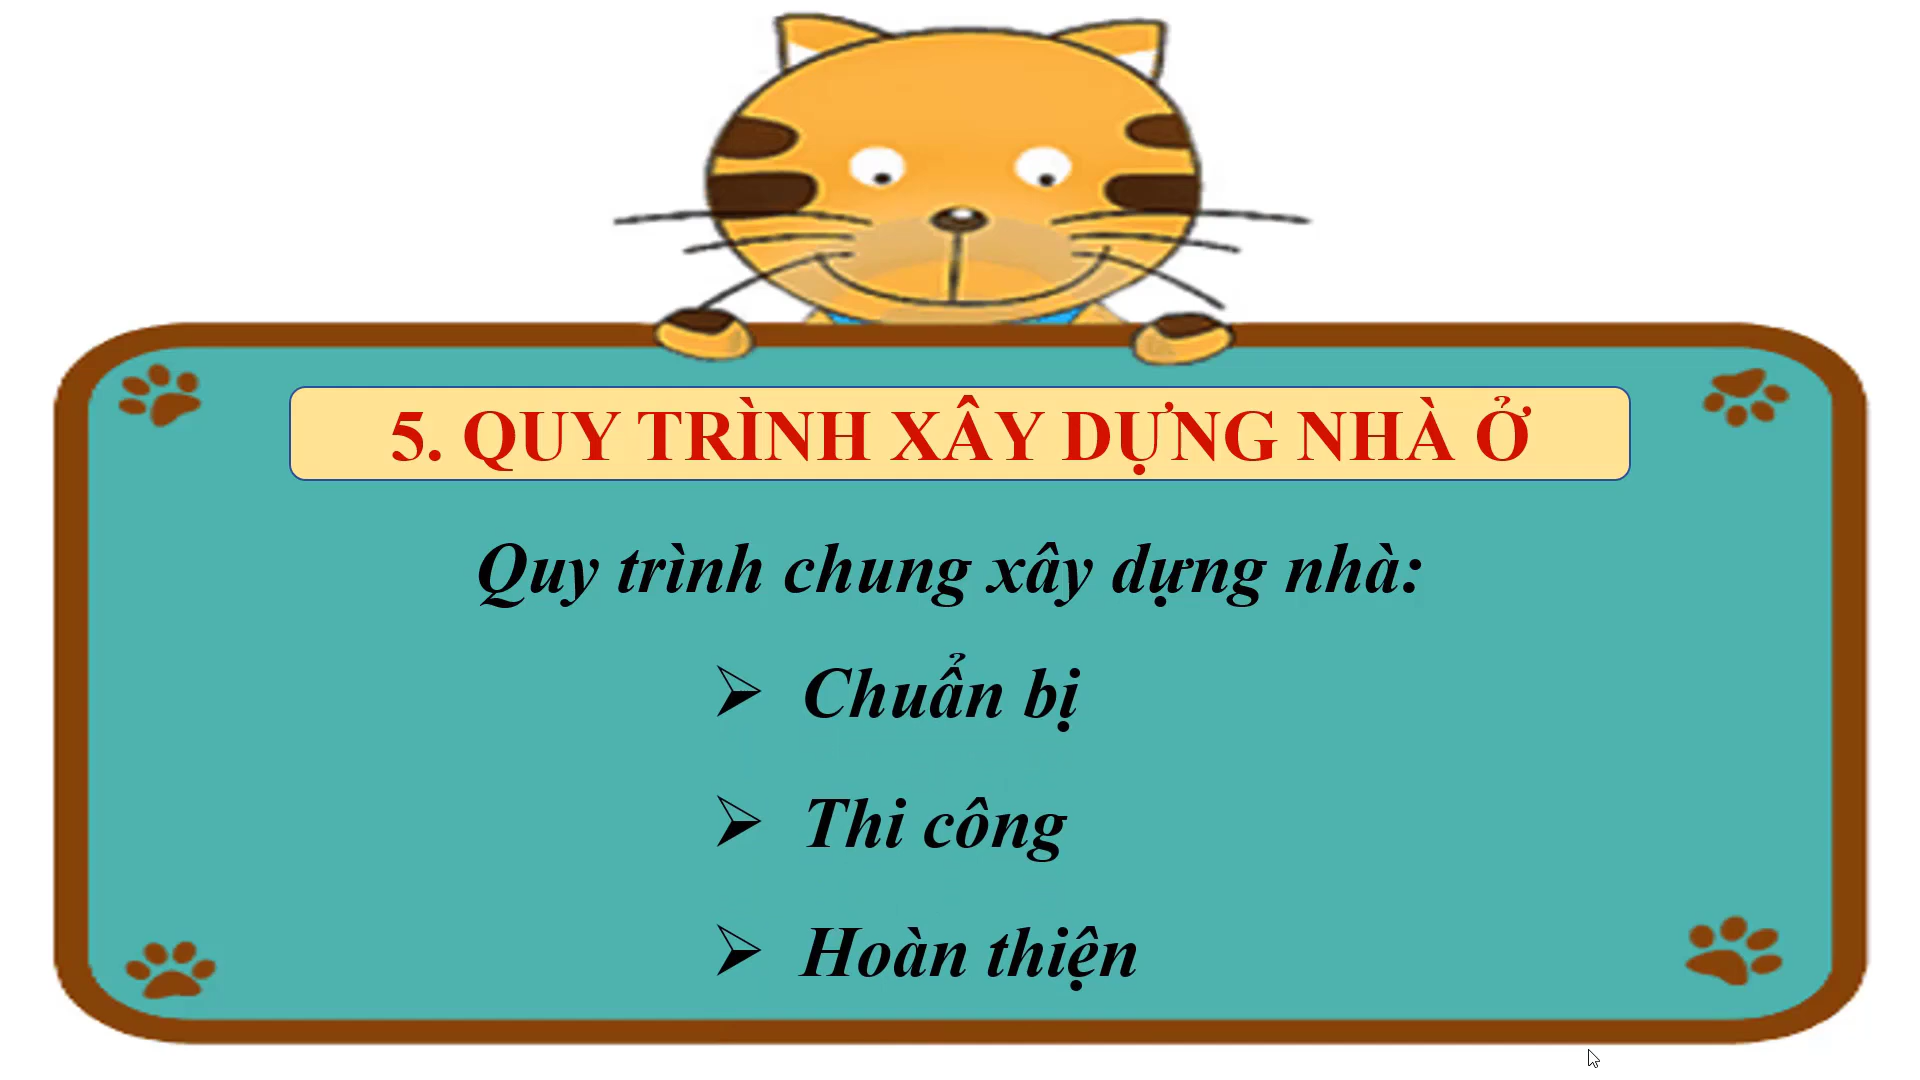 5. QUY TRÌNH XÂY DỰNG NHÀ Ở
Quy trình chung xây dựng nhà:
➢ Chuẩn bị
➢ Thi công
➢ Hoàn thiện